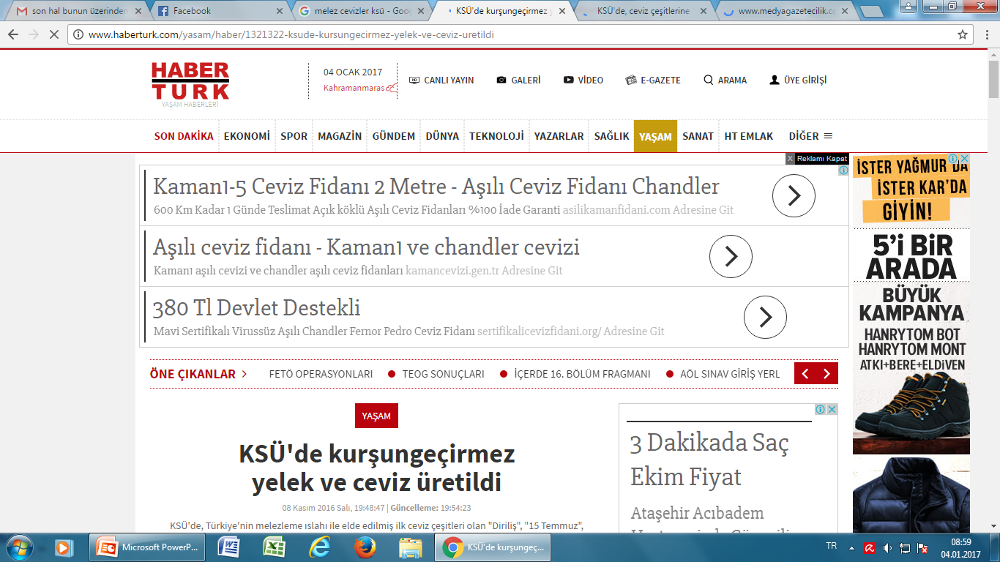 son hal bunun üzerinden
Facebook
melez cevizler ksü - Goo
KSÜ'de kurşungeçirmez y
KSÜ'de, ceviz çeşitlerine
www.medyagazetecilik.c
www.haberturk.com/yasam/haber/1321322-ksude-kursungecirmez-yelek-ve-ceviz-uretildi
HABER
TURK
YAŞAM HABERLERİ
04 OCAK 2017
Kahramanmaras
CANLI YAYIN
GALERİ
VİDEO
E-GAZETE
ARAMA
ÜYE GİRİŞİ
SON DAKİKA EKONOMİ SPOR MAGAZİN GÜNDEM DÜNYA TEKNOLOJİ YAZARLAR SAĞLIK YAŞAM SANAT HT EMLAK DİĞER
X Reklamı Kapat
Kaman1-5 Ceviz Fidanı 2 Metre - Aşılı Ceviz Fidanı Chandler
600 Km Kadar 1 Günde Teslimat Açık köklü Aşılı Ceviz Fidanları %100 İade Garanti asilikamanfidani.com Adresine Git
Aşılı ceviz fidanı - Kaman1 ve chandler cevizi
Kaman1 aşılı cevizi ve chandler aşılı ceviz fidanları kamancevizi.gen.tr Adresine Git
380 Tl Devlet Destekli
Mavi Sertifikalı Virussüz Aşılı Chandler Fernor Pedro Ceviz Fidanı sertifikalicevizfidani.org/ Adresine Git
İSTER YAĞMUR'DA
İSTER KAR'DA
GİYİN!
5'i BİR
ARADA
BÜYÜK
KAMPANYA
HANRYTOM BOT
HANRYTOM MONT
ATKI+BERE+ELDİVEN
ÖNE ÇIKANLAR
FETÖ OPERASYONLARI
TEOG SONUÇLARI
İÇERDE 16. BÖLÜM FRAGMANI
AÖL SINAV GİRİŞ YERL
YAŞAM
KSÜ'de kurşungeçirmez
yelek ve ceviz üretildi
08 Kasım 2016 Salı, 19:48:47 | Güncelleme: 19:54:23
KSÜ'de, Türkiye'nin melezleme ıslahı ile elde edilmiş ilk ceviz çeşitleri olan "Diriliş", "15 Temmuz",
3 Dakikada Saç
Ekim Fiyat
Ataşehir Acıbadem
Microsoft PowerP...
KSÜ'de kurşungeç...
TR
08:59
04.01.2017